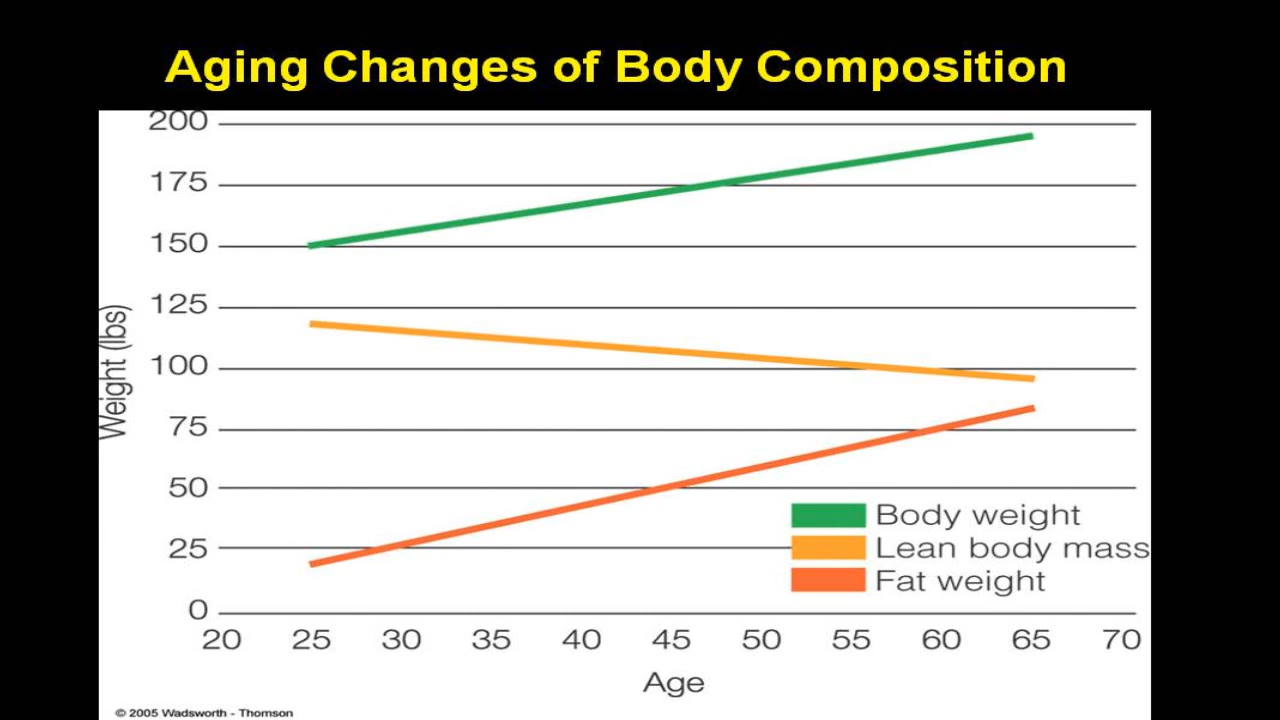 Aging Changes of Body Composition
200
175
150
125
100
75
50
25
0
Weight (lbs)
20 25 30 35 40 45 50 55 60 65 70
Age
Body weight
Lean body mass
Fat weight
© 2005 Wadsworth - Thomson